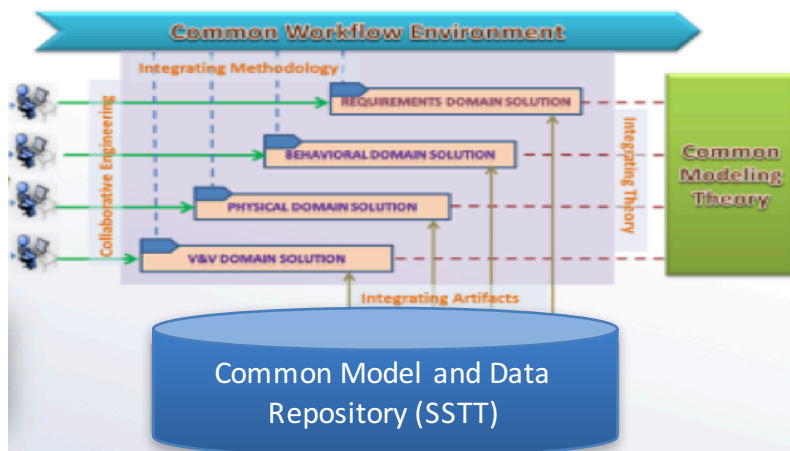 Common Workflow Environment
Integrating Methodology
REQUIREMENTS DOMAIN SOLUTION
BEHAVIORAL DOMAIN SOLUTION
PHYSICAL DOMAIN SOLUTION
V&V DOMAIN SOLUTION
Collaborative Engineering
Integrating Theory
Common
Modeling
Theory
Integrating Artifacts
Common Model and Data
Repository (SSTT)